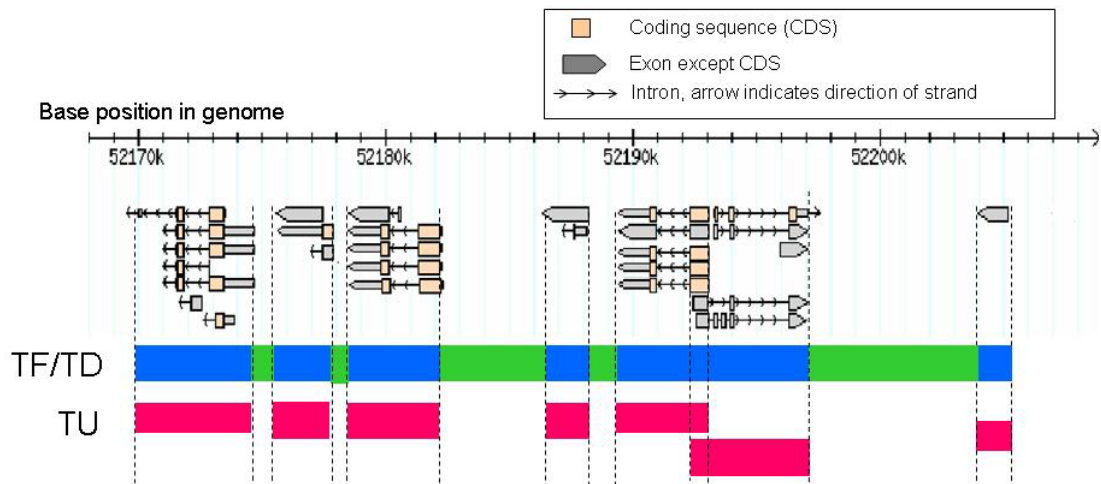 Coding sequence (CDS)
Exon except CDS
Intron, arrow indicates direction of strand
Base position in genome
52170k 52180k 52190k 52200k
TF/TD
TU